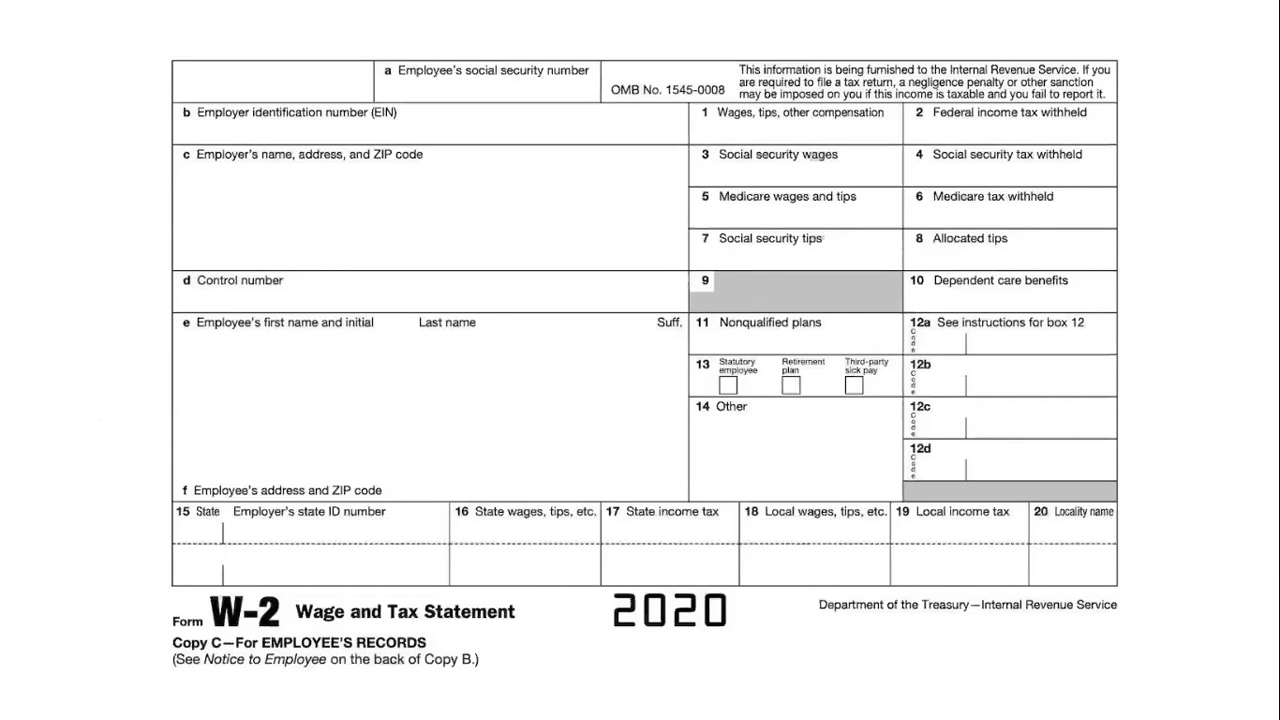 a Employee's social security number
OMB No. 1545-0008
This information is being furnished to the Internal Revenue Service. If you
are required to file a tax return, a negligence penalty or other sanction
may be imposed on you if this income is taxable and you fail to report it.
b Employer identification number (EIN)
1 Wages, tips, other compensation
2 Federal income tax withheld
c Employer's name, address, and ZIP code
3 Social security wages
4 Social security tax withheld
5 Medicare wages and tips
6 Medicare tax withheld
7 Social security tips
8 Allocated tips
d Control number
9
10 Dependent care benefits
e Employee's first name and initial Last name Suff.
11 Nonqualified plans
12a See instructions for box 12
Code
13 Statutory employee
Retirement plan
Third-party sick pay
12b
Code
14 Other
12c
Code
12d
Code
f Employee's address and ZIP code
15 State Employer's state ID number
16 State wages, tips, etc.
17 State income tax
18 Local wages, tips, etc.
19 Local income tax
20 Locality name
Form W-2 Wage and Tax Statement
2020
Department of the Treasury—Internal Revenue Service
Copy C—For EMPLOYEE'S RECORDS
(See Notice to Employee on the back of Copy B.)